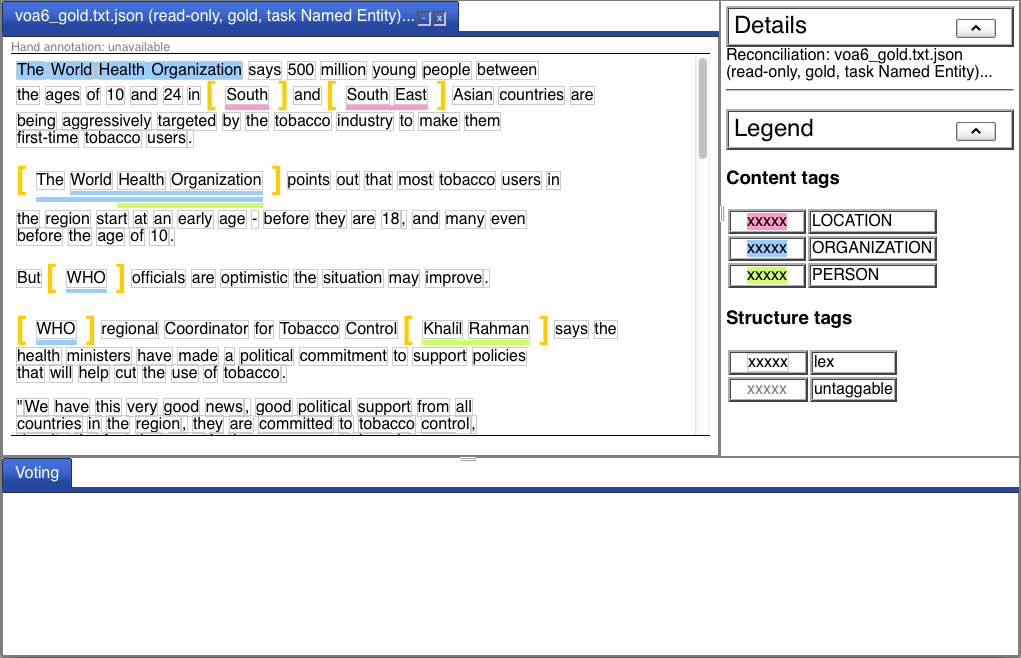 voa6_gold.txt.json (read-only, gold, task Named Entity)... - x
Hand annotation: unavailable
The World Health Organization says 500 million young people between
the ages of 10 and 24 in [ South ] and [ South East ] Asian countries are
being aggressively targeted by the tobacco industry to make them
first-time tobacco users.
[ The World Health Organization ] points out that most tobacco users in
the region start at an early age - before they are 18, and many even
before the age of 10.
But [ WHO ] officials are optimistic the situation may improve.
[ WHO ] regional Coordinator for Tobacco Control [ Khalil Rahman ] says the
health ministers have made a political commitment to support policies
that will help cut the use of tobacco.
"We have this very good news, good political support from all
countries in the region, they are committed to tobacco control,
Details
Reconciliation: voa6_gold.txt.json
(read-only, gold, task Named Entity)...
Legend
Content tags
xxxxx LOCATION
xxxxx ORGANIZATION
xxxxx PERSON
Structure tags
xxxxx lex
xxxxx untaggable
Voting